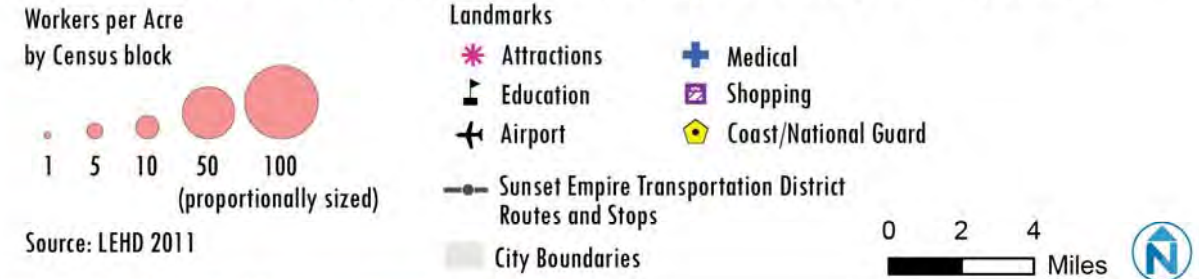 Workers per Acre
by Census block
1 5 10 50 100
(proportionally sized)
Source: LEHD 2011
Landmarks
Attractions
Education
Airport
Medical
Shopping
Coast/National Guard
Sunset Empire Transportation District
Routes and Stops
City Boundaries
0 2 4
Miles
N